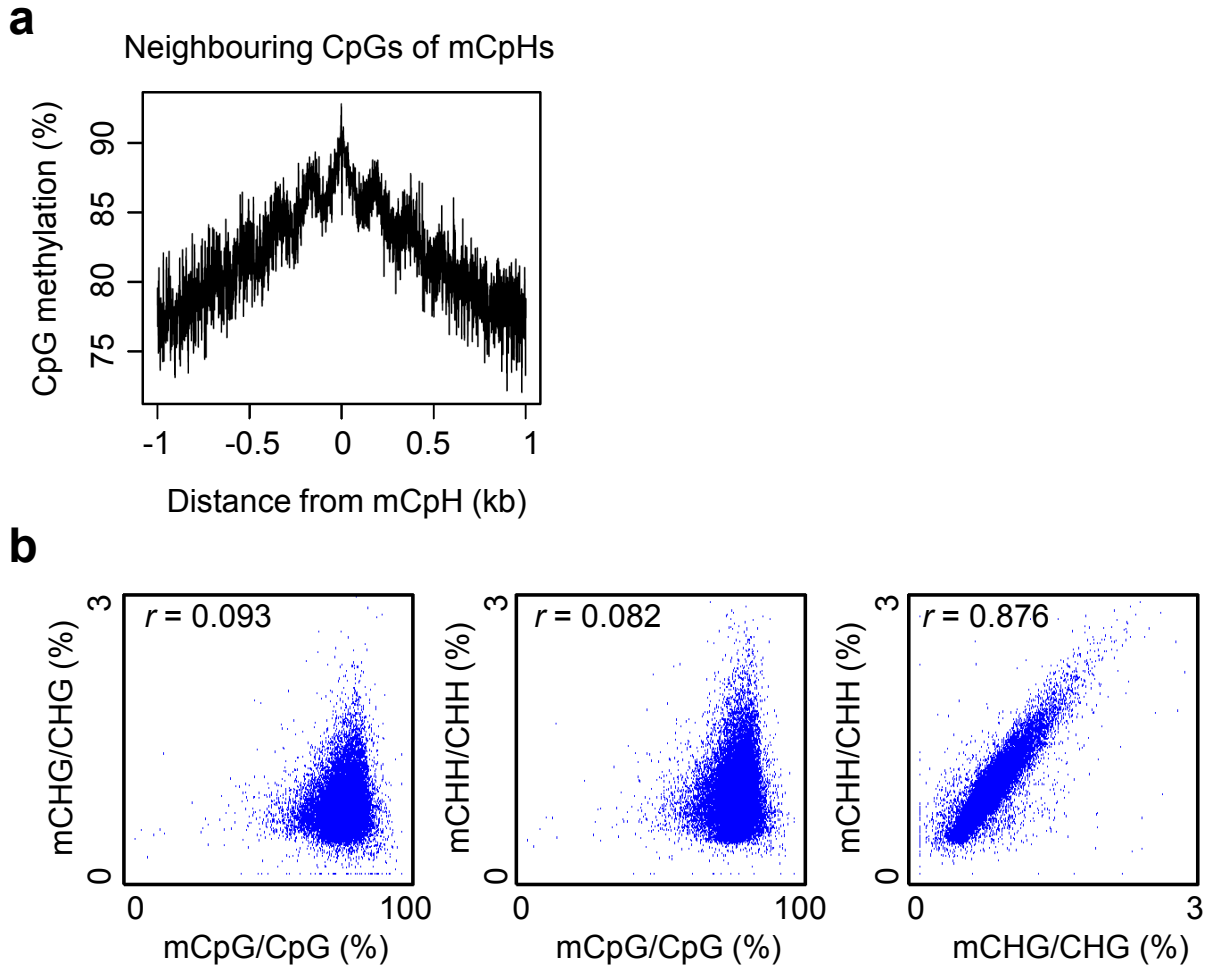 a
Neighbouring CpGs of mCpHs
CpG methylation (%)
90
85
80
75
-1 -0.5 0 0.5 1
Distance from mCpH (kb)
b
r = 0.093
mCHG/CHG (%)
3
0
0 100
mCpG/CpG (%)
r = 0.082
mCHH/CHH (%)
3
0
0 100
mCpG/CpG (%)
r = 0.876
mCHH/CHH (%)
3
0
0 3
mCHG/CHG (%)